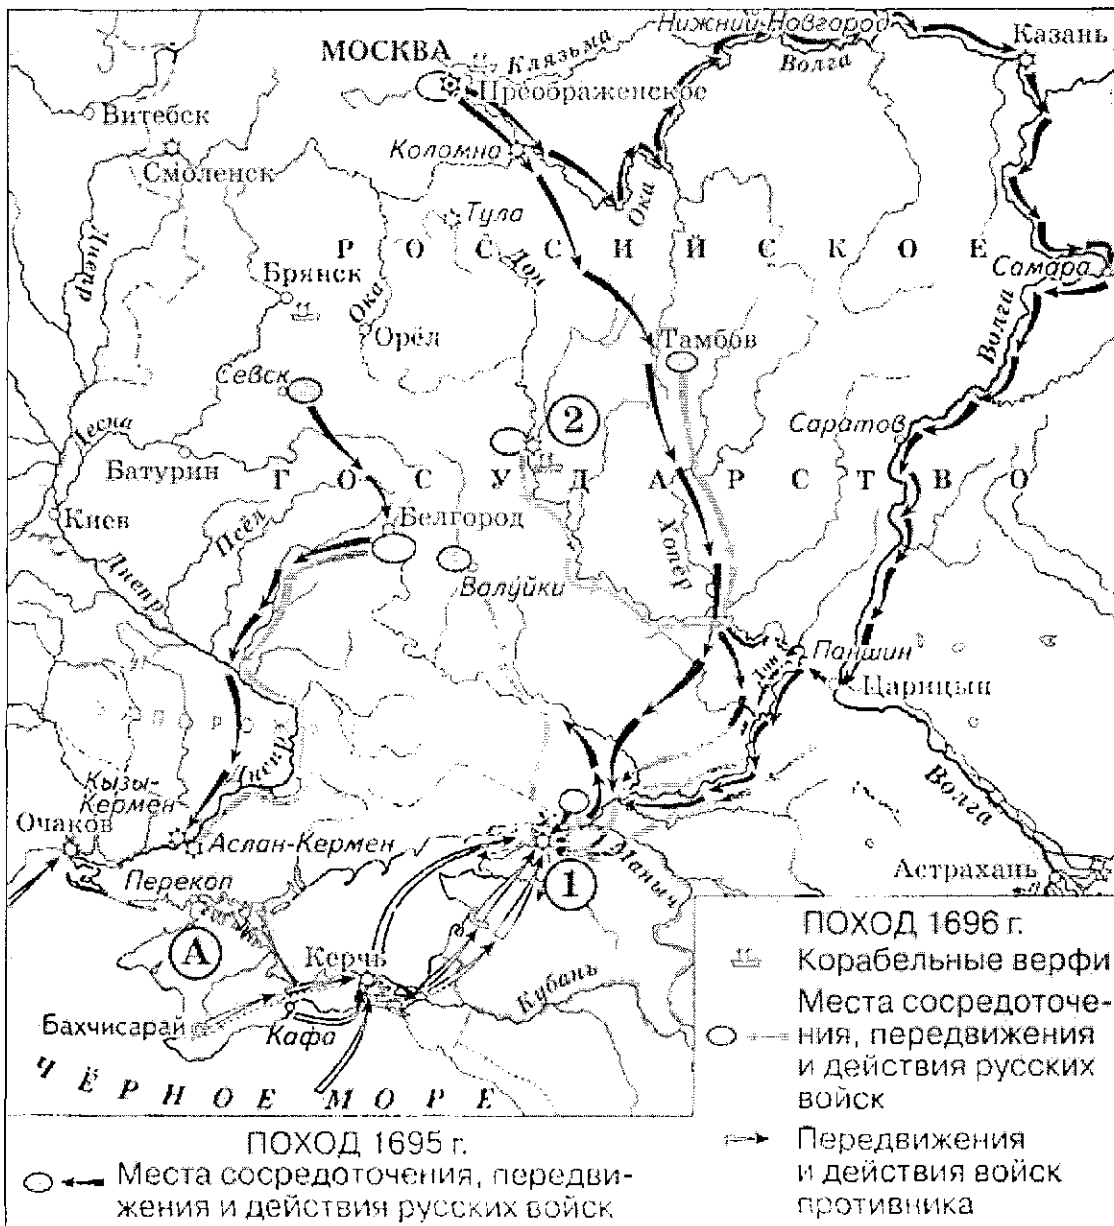 Нижний-Новгород
МОСКВА
Клязьма
Казань
Волга
Преображенское
Витебск
Коломна
Смоленск
Ока
Тула
РОССИЙСКОЕ
Днепр
Дон
Самара
Брянск
Ока
Волга
Орёл
Тамбов
Севск
2
Десна
Саратов
Батурин
ГОСУДАРСТВО
Киев
Псёл
Белгород
Хопёр
Валуйки
Днепр
Паншин
Дон
Царицын
Днепр
Кызы-
Кермен
Волга
Очаков
Аслан-Кермен
Маныч
Астрахань
Перекоп
1
А
Керчь
Кубань
Бахчисарай
Кафа
ЧЁРНОЕ МОРЕ
ПОХОД 1696 г.
Корабельные верфи
Места сосредоточе-
ния, передвижения
и действия русских
войск
Передвижения
и действия войск
противника
ПОХОД 1695 г.
Места сосредоточения, передви-
жения и действия русских войск